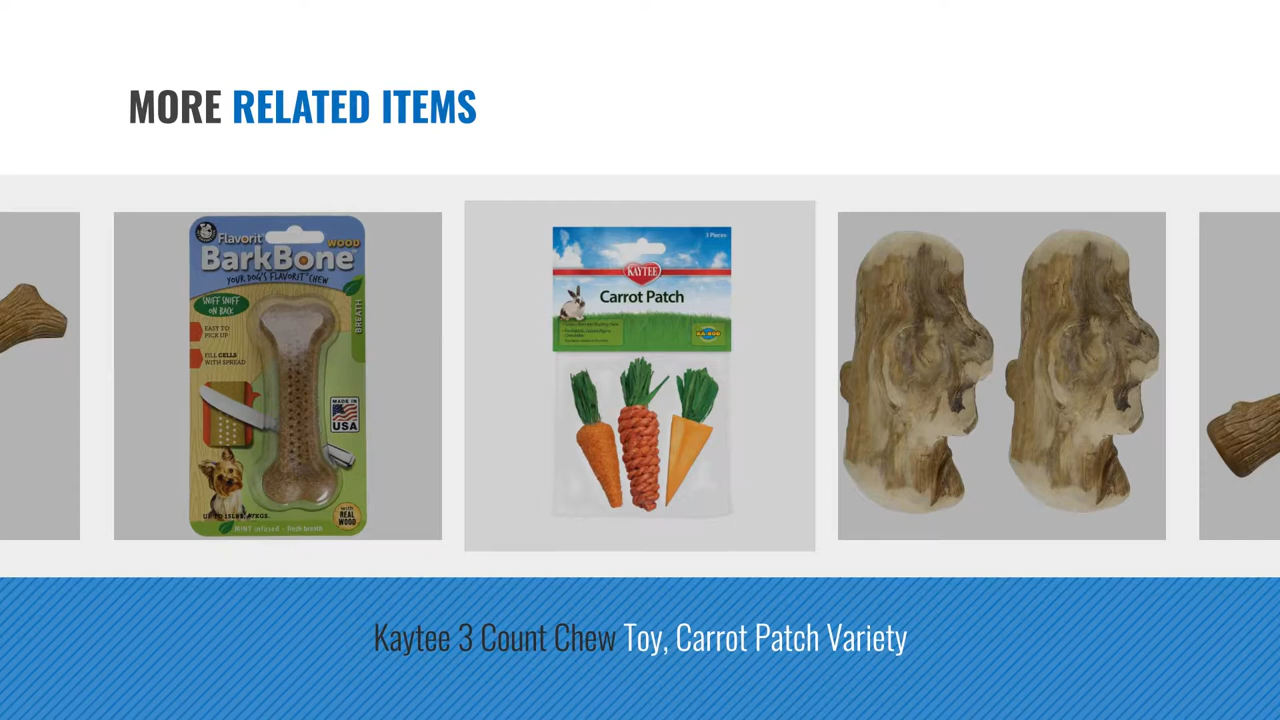 MORE RELATED ITEMS
Flavorit
WOOD
BarkBone
YOUR DOG'S FLAVORIT CHEW
SNIFF SNIFF
ON BACK
BREATH
EASY TO
PICK UP
FILL CELLS
WITH SPREAD
MADE IN
USA
with
REAL
WOOD
MINT infused - fresh breath
3 Pieces
KAYTEE
Carrot Patch
Kaytee 3 Count Chew Toy, Carrot Patch Variety